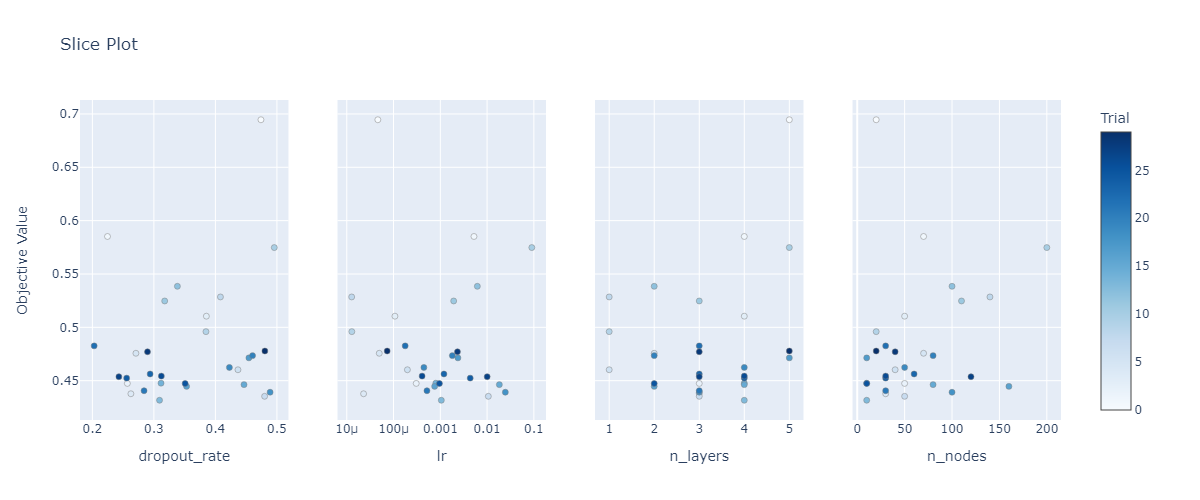 Slice Plot
Objective Value
0.7
0.65
0.6
0.55
0.5
0.45
0.2 0.3 0.4 0.5
dropout_rate
10μ 100μ 0.001 0.01 0.1
lr
1 2 3 4 5
n_layers
0 50 100 150 200
n_nodes
Trial
25
20
15
10
5
0